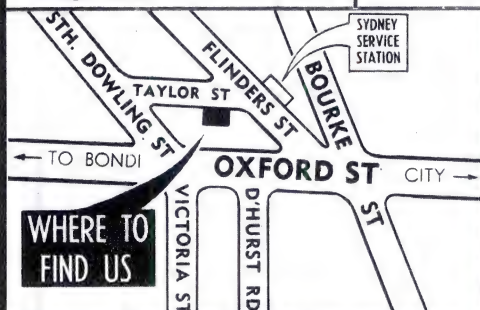 SYDNEY
SERVICE
STATION
STH. DOWLING ST
FLINDERS ST
BOURKE
ST
TAYLOR ST
← TO BONDI
OXFORD ST
CITY →
VICTORIA ST
D'HURST RD
WHERE TO
FIND US